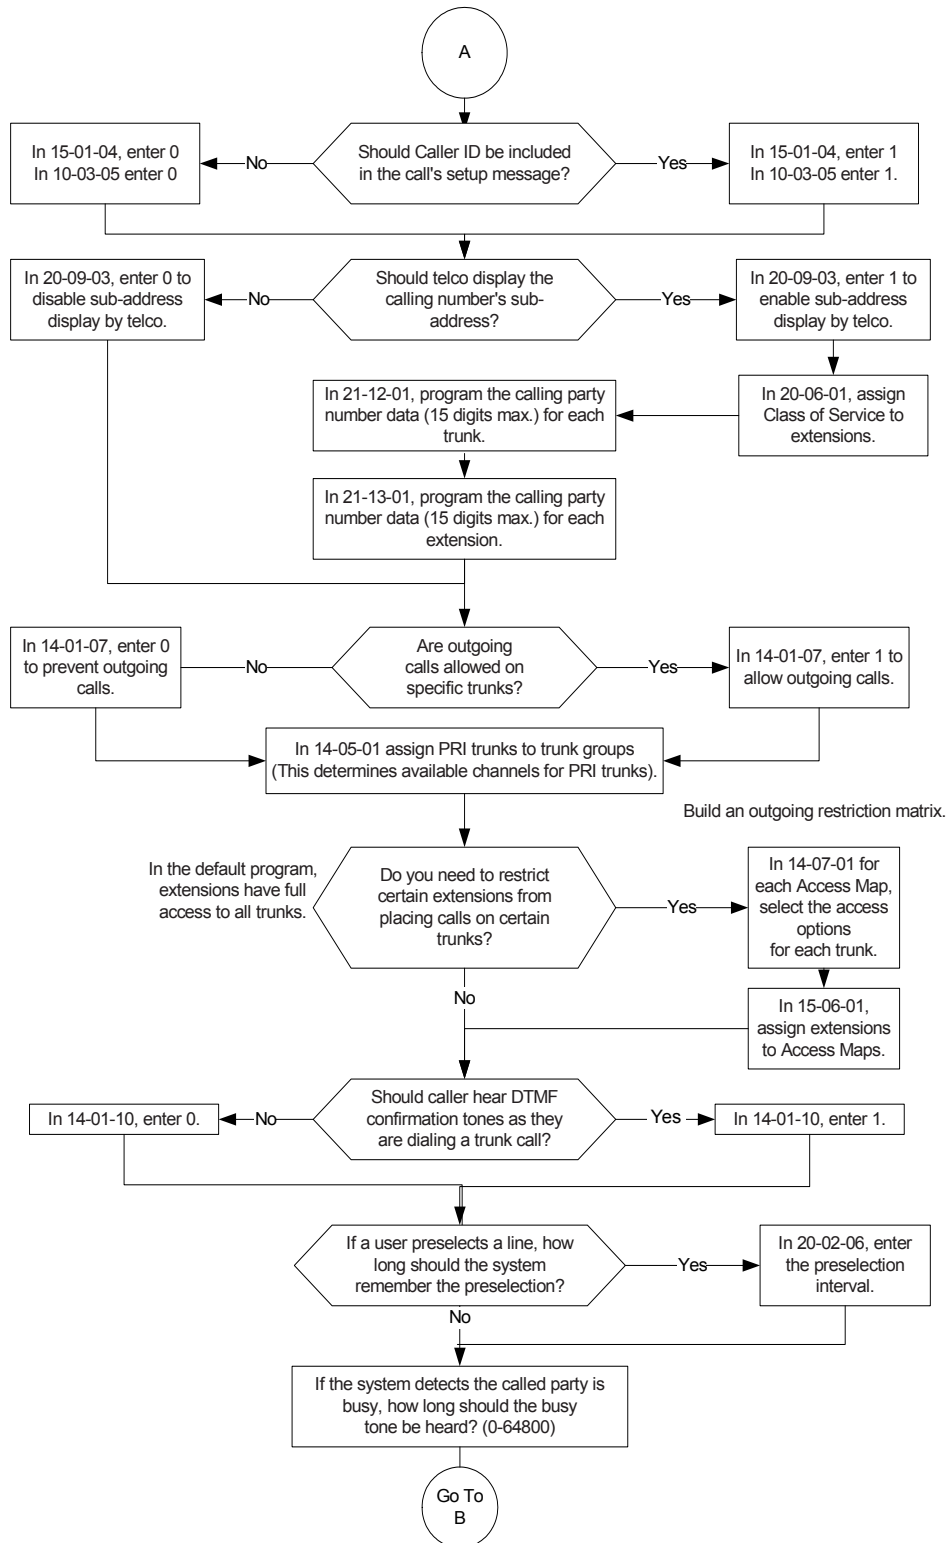 A
In 15-01-04, enter 0
In 10-03-05 enter 0
No
Should Caller ID be included
in the call's setup message?
Yes
In 15-01-04, enter 1
In 10-03-05 enter 1.
In 20-09-03, enter 0 to
disable sub-address
display by telco.
No
Should telco display the
calling number's sub-
address?
Yes
In 20-09-03, enter 1 to
enable sub-address
display by telco.
In 21-12-01, program the calling party
number data (15 digits max.) for each
trunk.
In 20-06-01, assign
Class of Service to
extensions.
In 21-13-01, program the calling party
number data (15 digits max.) for each
extension.
In 14-01-07, enter 0
to prevent outgoing
calls.
No
Are outgoing
calls allowed on
specific trunks?
Yes
In 14-01-07, enter 1 to
allow outgoing calls.
In 14-05-01 assign PRI trunks to trunk groups
(This determines available channels for PRI trunks).
Build an outgoing restriction matrix.
In the default program,
extensions have full
access to all trunks.
Do you need to restrict
certain extensions from
placing calls on certain
trunks?
Yes
In 14-07-01 for
each Access Map,
select the access
options
for each trunk.
No
In 15-06-01,
assign extensions
to Access Maps.
In 14-01-10, enter 0.
No
Should caller hear DTMF
confirmation tones as they
are dialing a trunk call?
Yes
In 14-01-10, enter 1.
If a user preselects a line, how
long should the system
remember the preselection?
Yes
In 20-02-06, enter
the preselection
interval.
No
If the system detects the called party is
busy, how long should the busy
tone be heard? (0-64800)
Go To
B